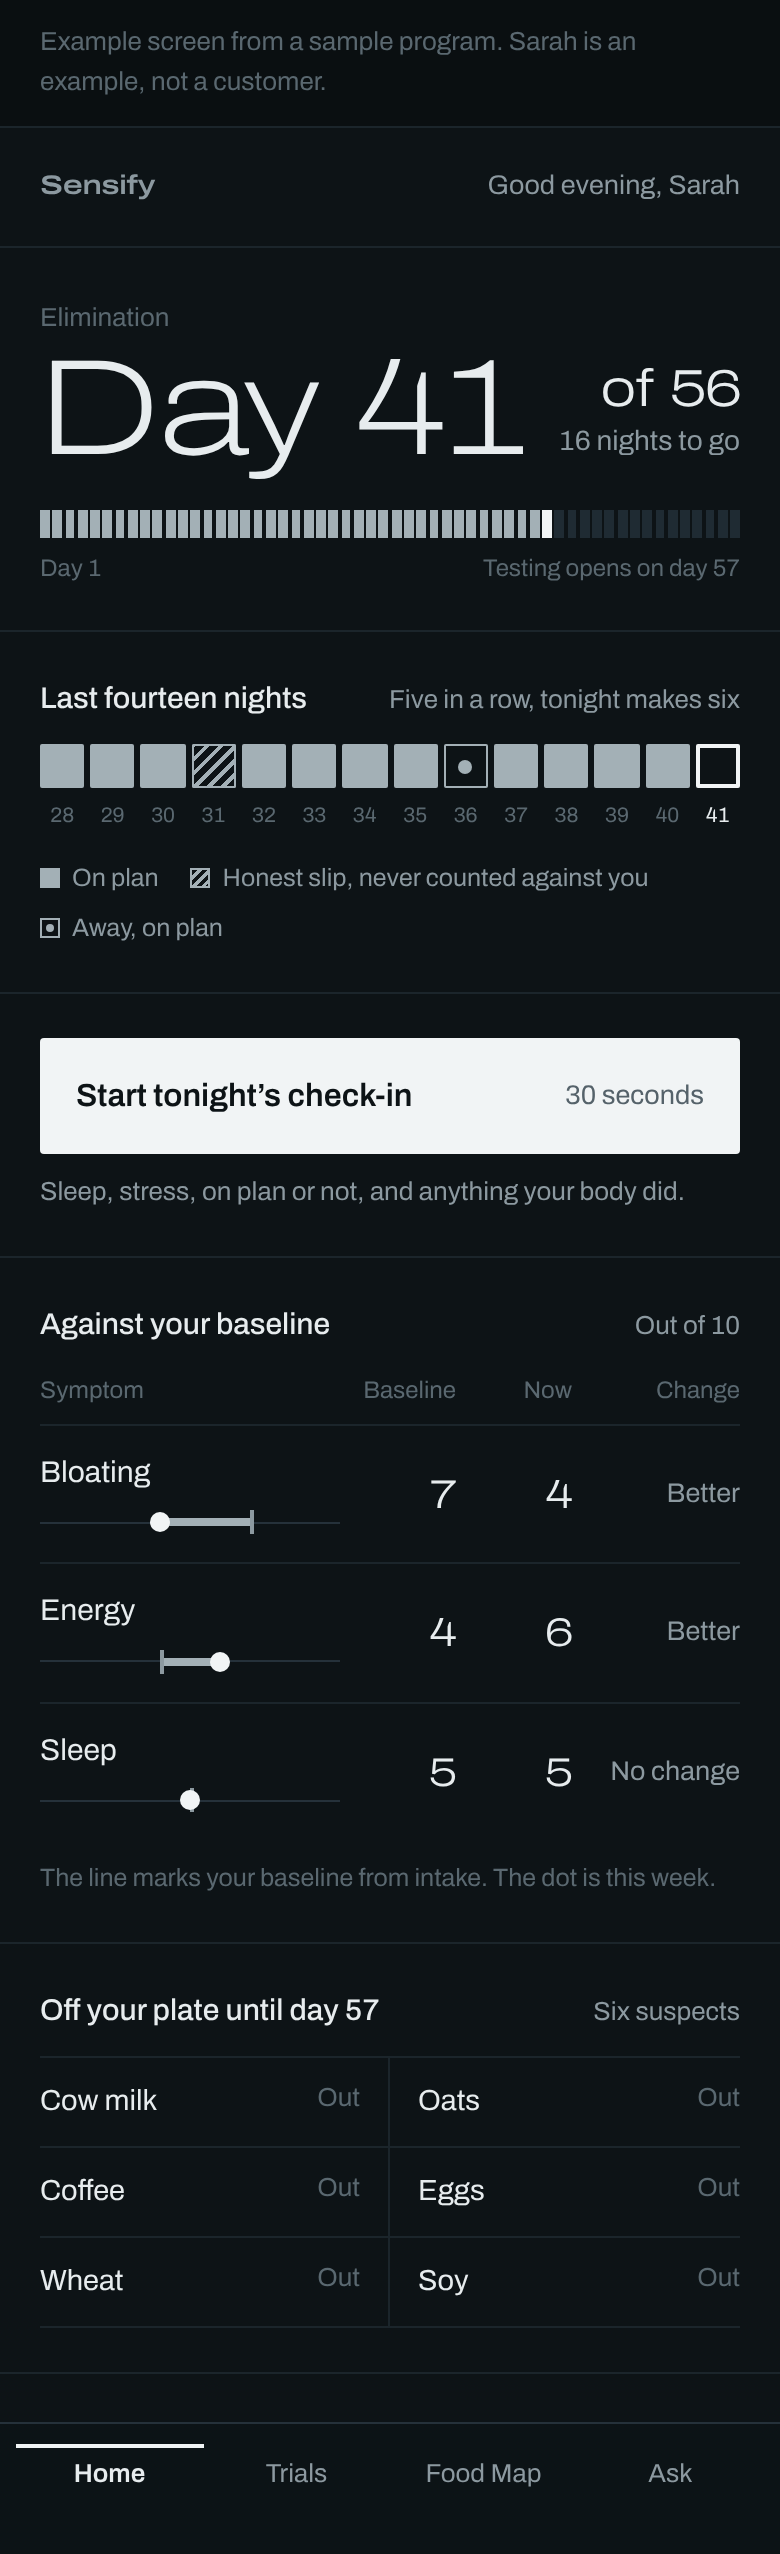 Example screen from a sample program. Sarah is an
example, not a customer.
Sensify
Good evening, Sarah
Elimination
Day 41
of 56
16 nights to go
Day 1
Testing opens on day 57
Last fourteen nights
Five in a row, tonight makes six
28 29 30 31 32 33 34 35 36 37 38 39 40 41
On plan
Honest slip, never counted against you
Away, on plan
Start tonight’s check-in
30 seconds
Sleep, stress, on plan or not, and anything your body did.
Against your baseline
Out of 10
Symptom Baseline Now Change
Bloating 7 4 Better
Energy 4 6 Better
Sleep 5 5 No change
The line marks your baseline from intake. The dot is this week.
Off your plate until day 57
Six suspects
Cow milk Out Oats Out
Coffee Out Eggs Out
Wheat Out Soy Out
Home Trials Food Map Ask